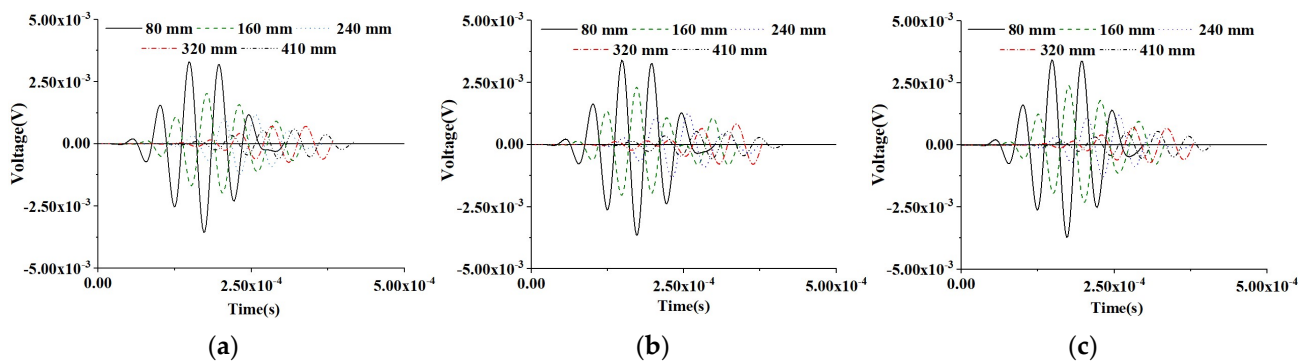 5.00x10⁻³
80 mm 160 mm 240 mm
320 mm 410 mm
2.50x10⁻³
0.00
-2.50x10⁻³
-5.00x10⁻³
Voltage(V)
0.00 2.50x10⁻⁴ 5.00x10⁻⁴
Time(s)
(a)
5.00x10⁻³
80 mm 160 mm 240 mm
320 mm 410 mm
2.50x10⁻³
0.00
-2.50x10⁻³
-5.00x10⁻³
Voltage(V)
0.00 2.50x10⁻⁴ 5.00x10⁻⁴
Time(s)
(b)
5.00x10⁻³
80 mm 160 mm 240 mm
320 mm 410 mm
2.50x10⁻³
0.00
-2.50x10⁻³
-5.00x10⁻³
Voltage(V)
0.00 2.50x10⁻⁴ 5.00x10⁻⁴
Time(s)
(c)